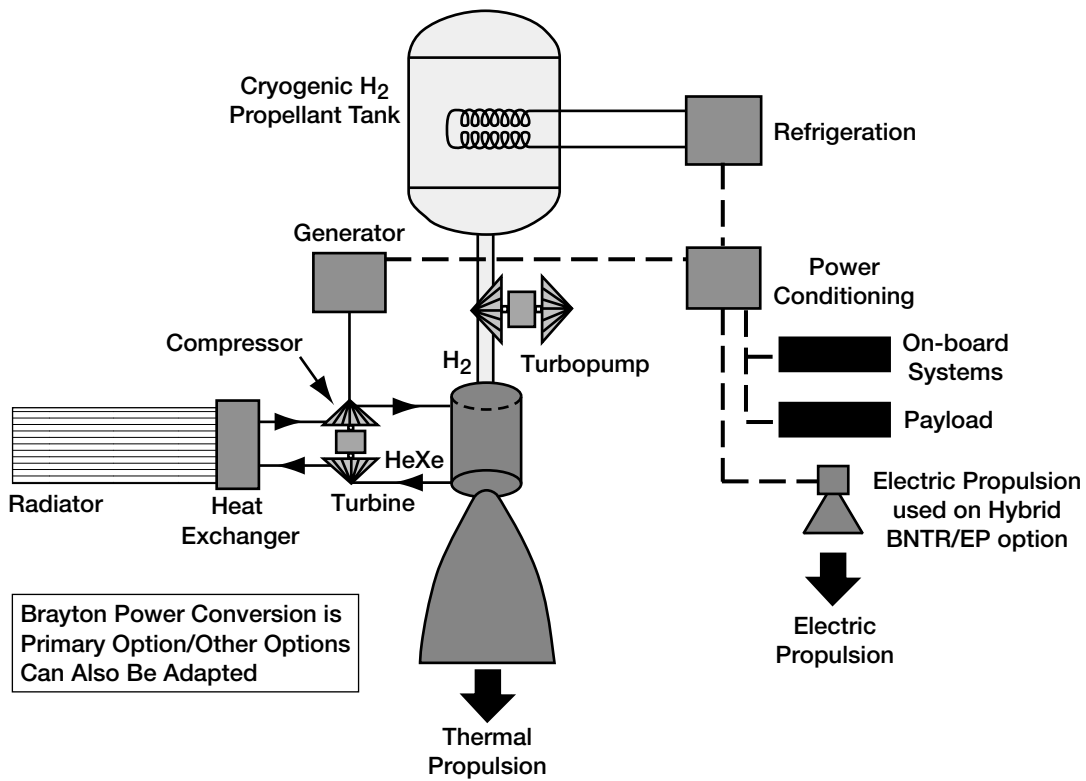 Cryogenic H2
Propellant Tank
Refrigeration
Generator
Power
Conditioning
Compressor
H2
Turbopump
On-board
Systems
Payload
HeXe
Radiator
Heat
Exchanger
Turbine
Electric Propulsion
used on Hybrid
BNTR/EP option
Brayton Power Conversion is
Primary Option/Other Options
Can Also Be Adapted
Electric
Propulsion
Thermal
Propulsion